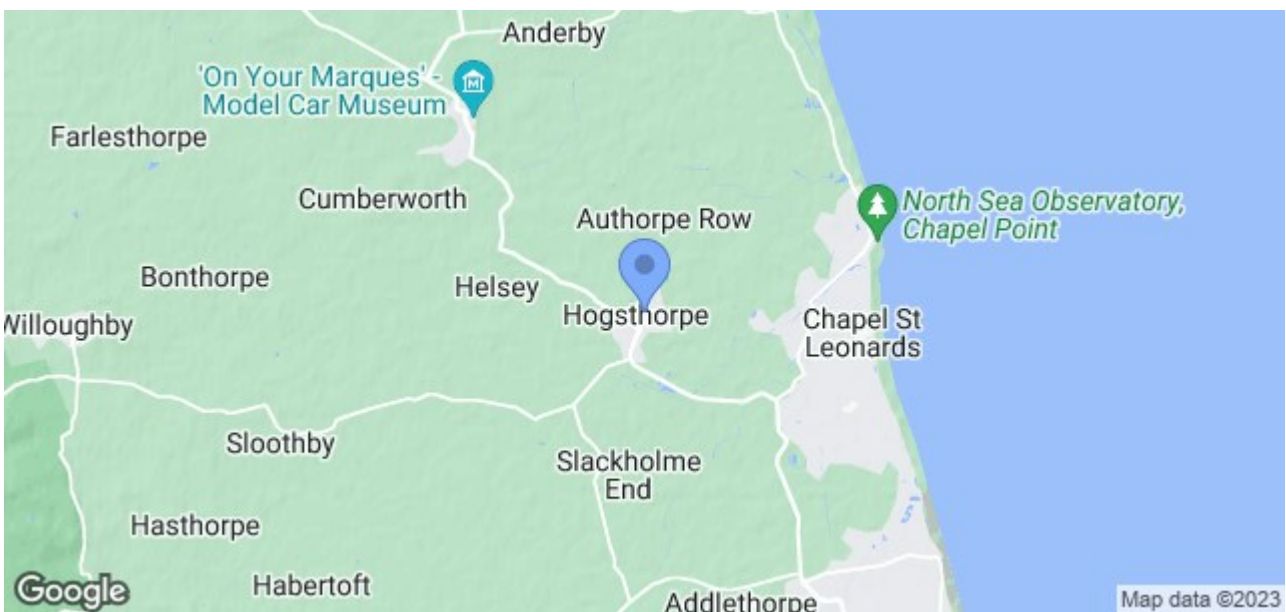 Anderby
'On Your Marques' -
Model Car Museum
Farlesthorpe
Cumberworth
Authorpe Row
North Sea Observatory,
Chapel Point
Bonthorpe
Helsey
Hogsthorpe
Willoughby
Chapel St
Leonards
Sloothby
Slackholme
End
Hasthorpe
Habertoft
Addlethorpe
Google
Map data ©2023